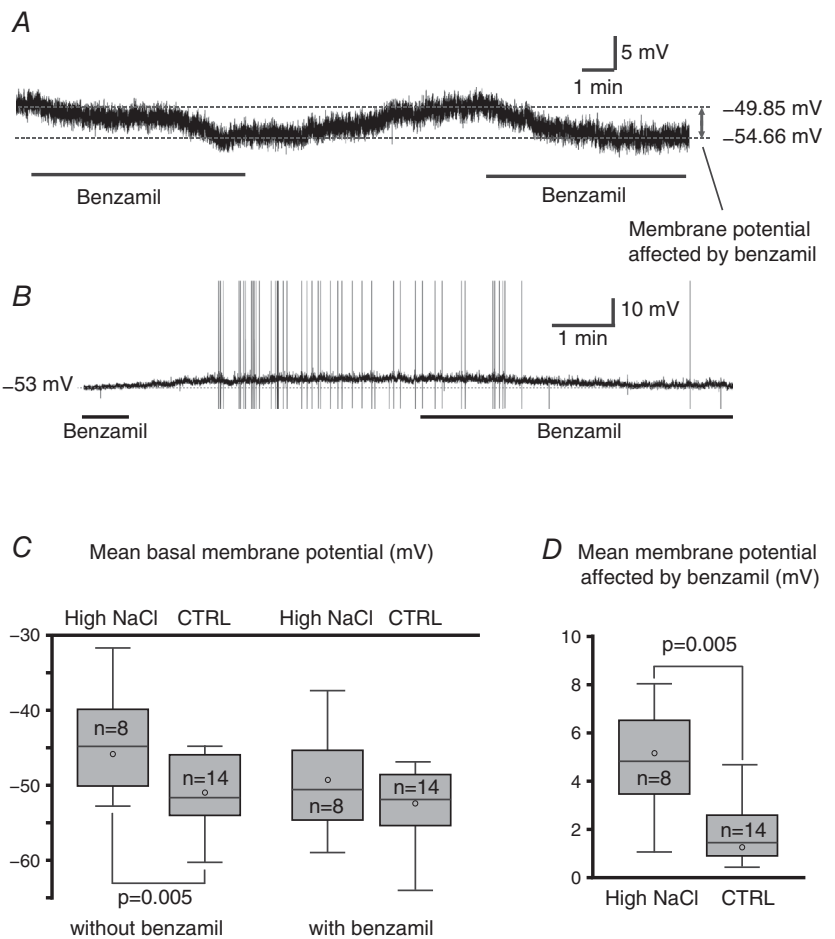 A
5 mV
1 min
−49.85 mV
−54.66 mV
Benzamil
Benzamil
Membrane potential
affected by benzamil
B
10 mV
1 min
−53 mV
Benzamil
Benzamil
C
Mean basal membrane potential (mV)
High NaCl CTRL High NaCl CTRL
−30
−40
−50
−60
n=8
n=14
n=8
n=14
p=0.005
without benzamil
with benzamil
D
Mean membrane potential
affected by benzamil (mV)
10
8
6
4
2
0
p=0.005
n=8
n=14
High NaCl CTRL